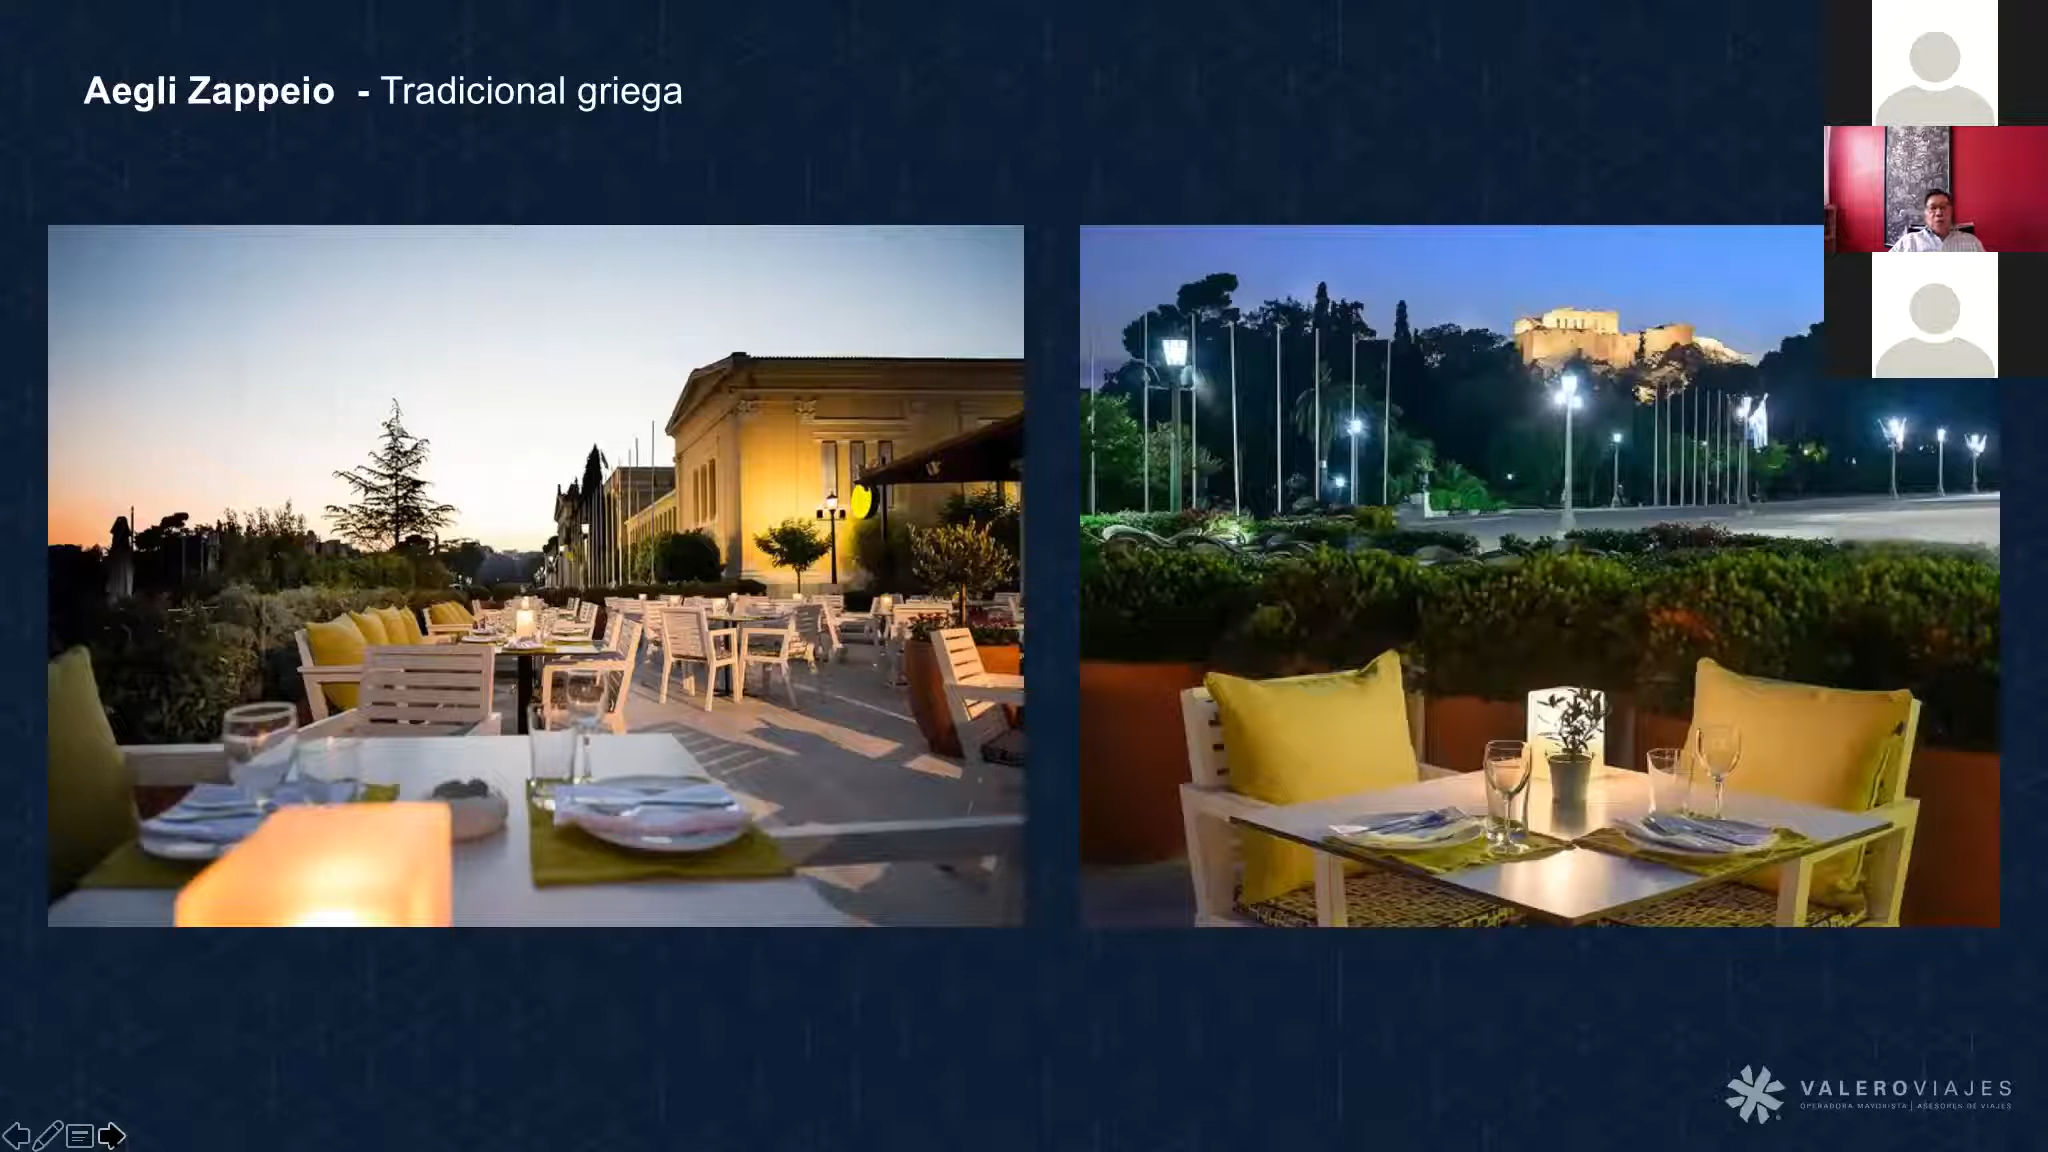 Aegli Zappeio - Tradicional griega
VALEROVIAJES
OPERADORA MAYORISTA | ASESORES DE VIAJES